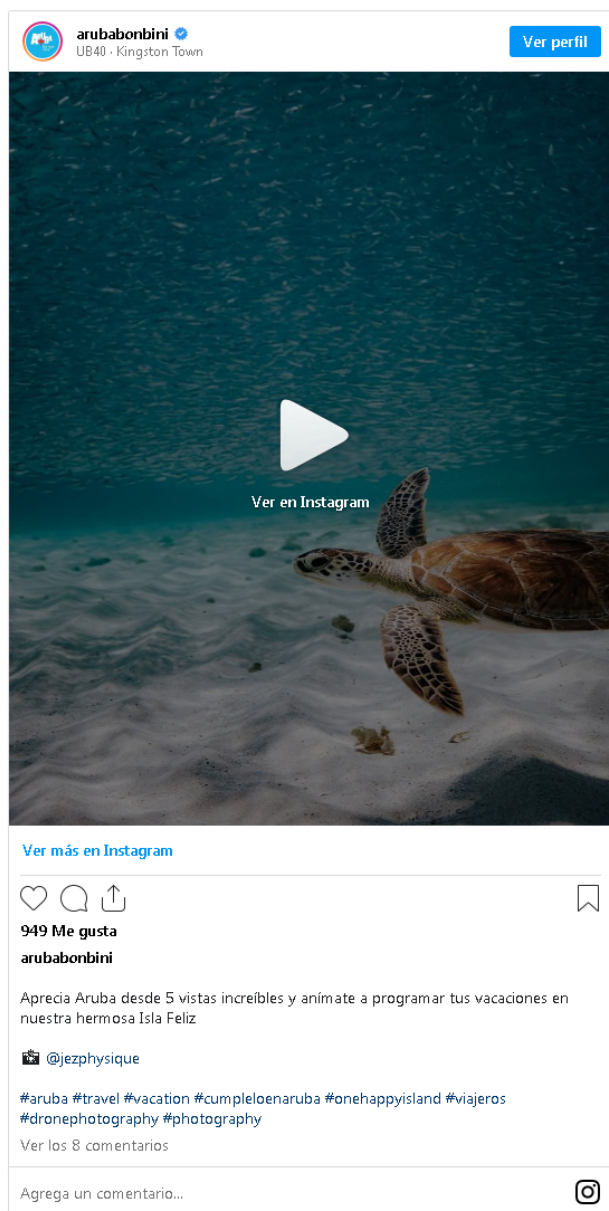 arubabonbini
UB40 · Kingston Town
Ver perfil
Ver en Instagram
Ver más en Instagram
949 Me gusta
arubabonbini
Aprecia Aruba desde 5 vistas increíbles y anímate a programar tus vacaciones en
nuestra hermosa Isla Feliz
@jezphysique
#aruba #travel #vacation #cumpleloenaruba #onehappyisland #viajeros
#dronephotography #photography
Ver los 8 comentarios
Agrega un comentario...